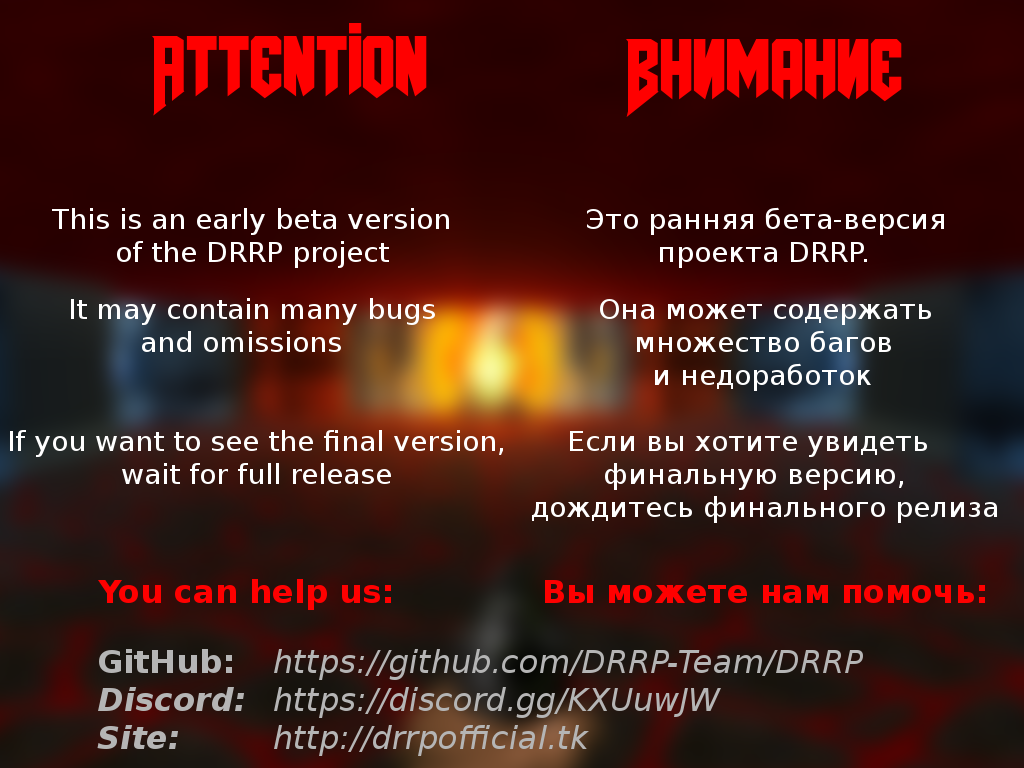 ATTENTION
This is an early beta version
of the DRRP project
It may contain many bugs
and omissions
If you want to see the final version,
wait for full release
You can help us:
ВНИМАНИЕ
Это ранняя бета-версия
проекта DRRP.
Она может содержать
множество багов
и недоработок
Если вы хотите увидеть
финальную версию,
дождитесь финального релиза
Вы можете нам помочь:
GitHub: https://github.com/DRRP-Team/DRRP
Discord: https://discord.gg/KXUuwJW
Site: http://drrpofficial.tk